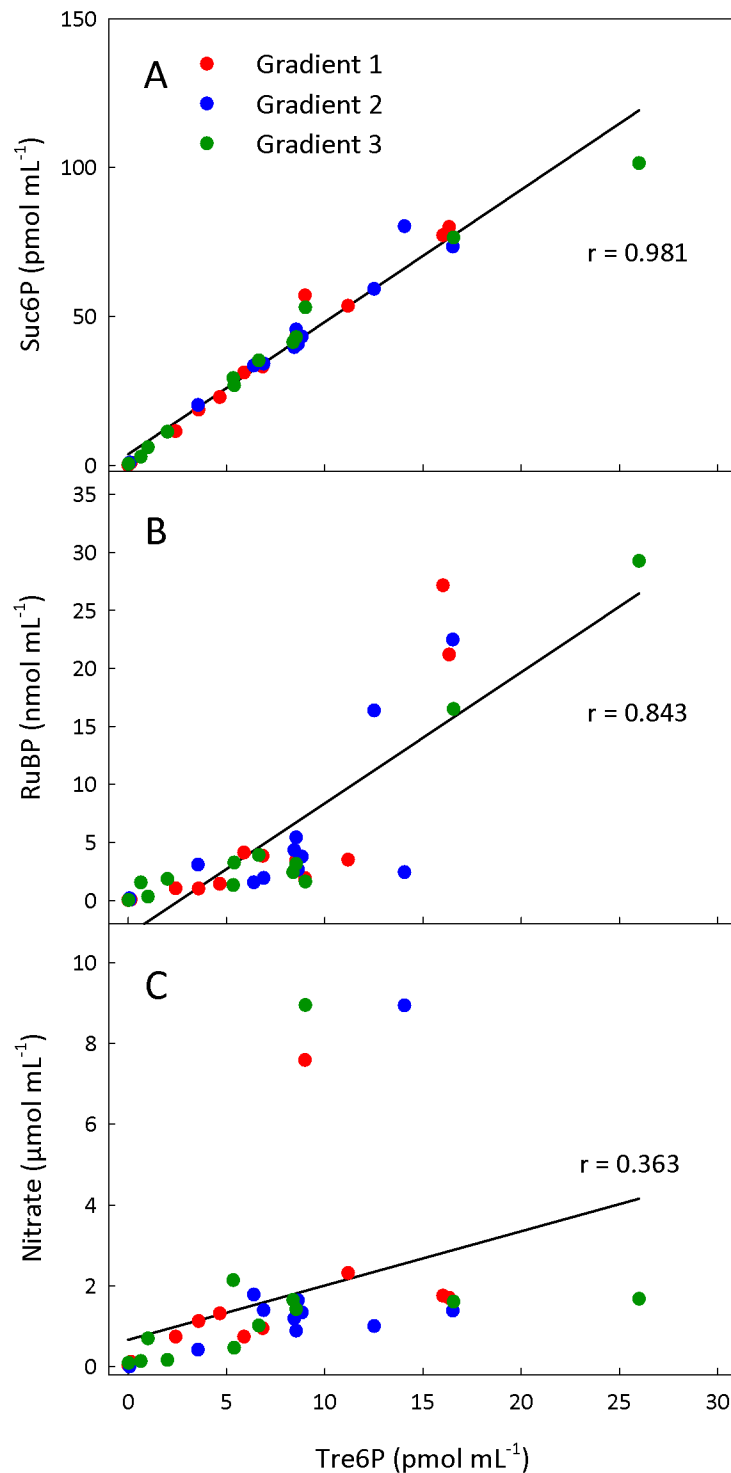 150
A
Gradient 1
Gradient 2
Gradient 3
100
r = 0.981
Suc6P (pmol mL⁻¹)
50
0
35
B
30
25
20
r = 0.843
RuBP (nmol mL⁻¹)
15
10
5
0
10
C
8
6
r = 0.363
Nitrate (µmol mL⁻¹)
4
2
0
0 5 10 15 20 25 30
Tre6P (pmol mL⁻¹)